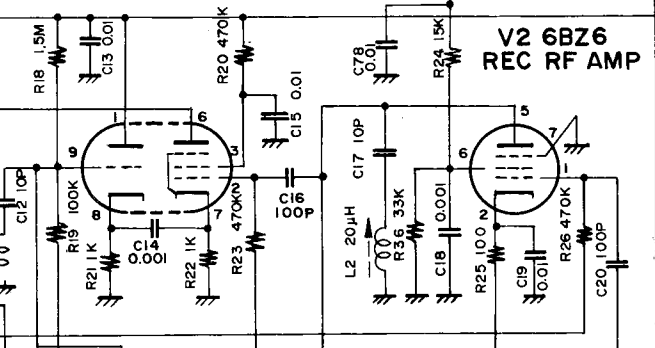 V2 6BZ6
REC RF AMP
R18 1.5M
C13 0.01
R20 470K
C15 0.01
C78 0.01
R24 15K
1
6
9
3
2
8
7
C12 10P
R19 100K
R21 1K
C14
0.001
R22 1K
R23 470K
C16
100P
C17 10P
L2 20μH
R36 33K
C18 0.001
5
7
6
1
2
R25 100
C19 0.01
R26 470K
C20 100P